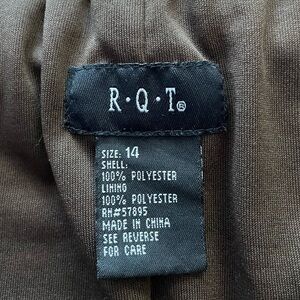 R·Q·T®
SIZE: 14
SHELL:
100% POLYESTER
LINING
100% POLYESTER
RN#57895
MADE IN CHINA
SEE REVERSE
FOR CARE